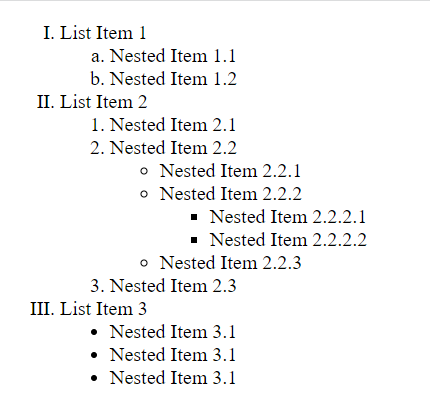 I. List Item 1
a. Nested Item 1.1
b. Nested Item 1.2
II. List Item 2
1. Nested Item 2.1
2. Nested Item 2.2
◦ Nested Item 2.2.1
◦ Nested Item 2.2.2
▪ Nested Item 2.2.2.1
▪ Nested Item 2.2.2.2
◦ Nested Item 2.2.3
3. Nested Item 2.3
III. List Item 3
• Nested Item 3.1
• Nested Item 3.1
• Nested Item 3.1